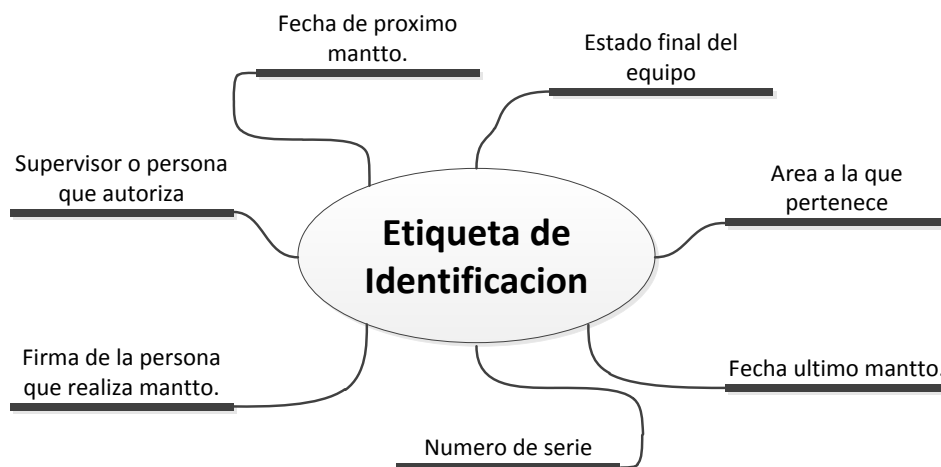 Fecha de proximo
mantto.
Estado final del
equipo
Supervisor o persona
que autoriza
Area a la que
pertenece
Etiqueta de
Identificacion
Firma de la persona
que realiza mantto.
Fecha ultimo mantto.
Numero de serie